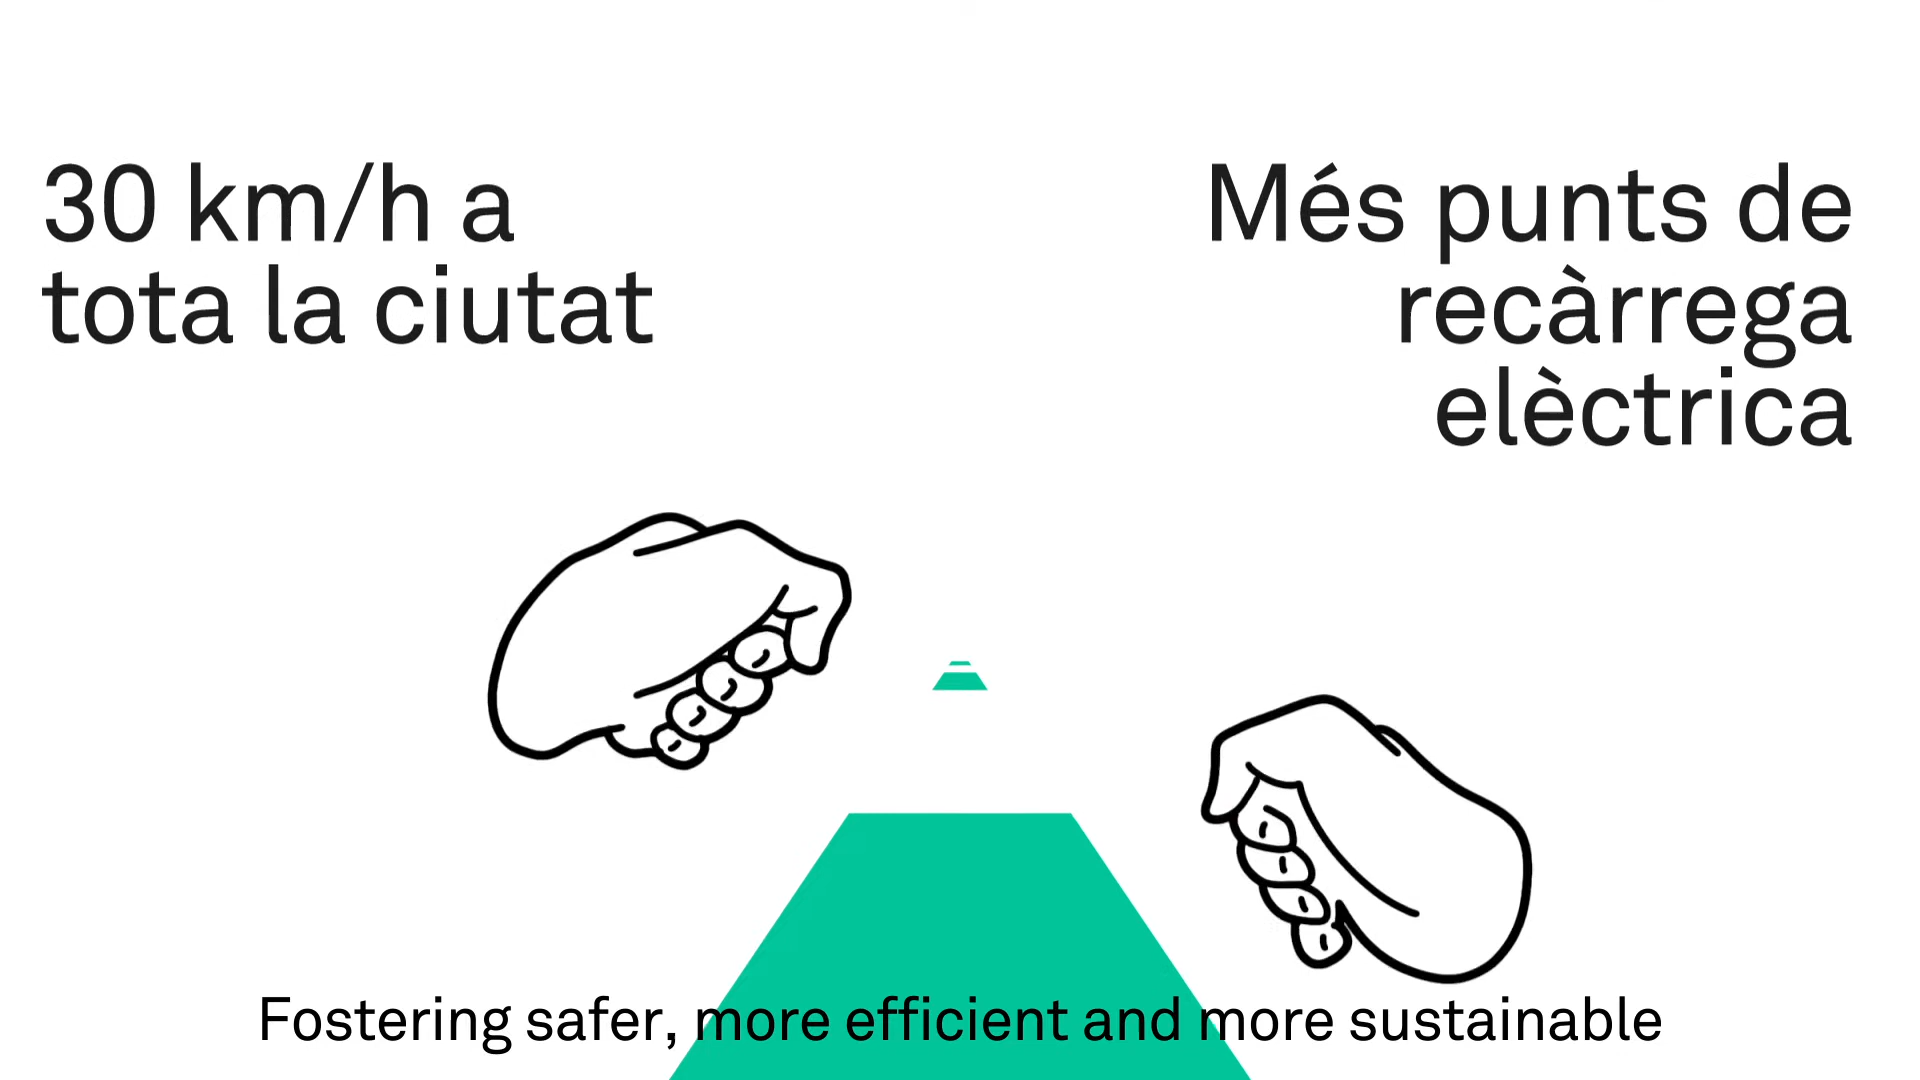 30 km/h a
tota la ciutat
Més punts de
recàrrega
elèctrica
Fostering safer, more efficient and more sustainable